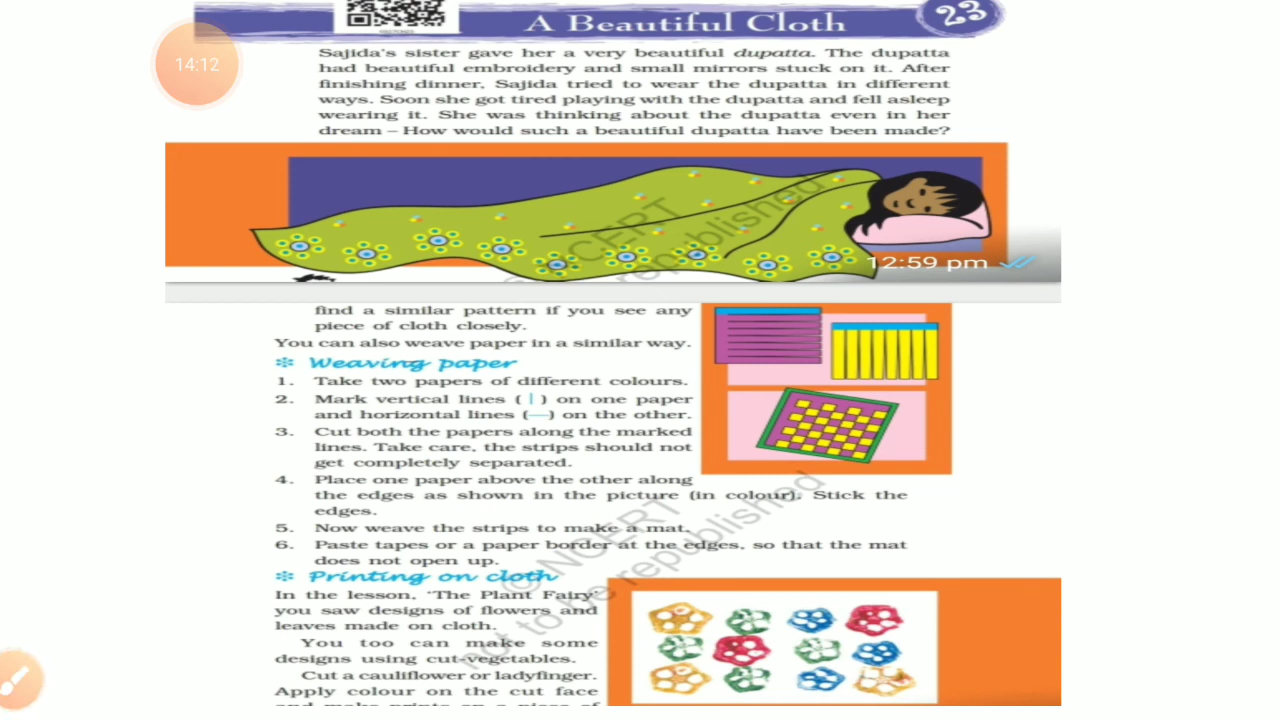 A Beautiful Cloth
23
14:12
Sajida's sister gave her a very beautiful dupatta. The dupatta
had beautiful embroidery and small mirrors stuck on it. After
finishing dinner, Sajida tried to wear the dupatta in different
ways. Soon she got tired playing with the dupatta and fell asleep
wearing it. She was thinking about the dupatta even in her
dream – How would such a beautiful dupatta have been made?
12:59 pm
find a similar pattern if you see any
piece of cloth closely.
You can also weave paper in a similar way.
Weaving paper
1. Take two papers of different colours.
2. Mark vertical lines ( | ) on one paper
and horizontal lines (—) on the other.
3. Cut both the papers along the marked
lines. Take care, the strips should not
get completely separated.
4. Place one paper above the other along
the edges as shown in the picture (in colour). Stick the
edges.
5. Now weave the strips to make a mat.
6. Paste tapes or a paper border at the edges, so that the mat
does not open up.
Printing on cloth
In the lesson, 'The Plant Fairy'
you saw designs of flowers and
leaves made on cloth.
You too can make some
designs using cut-vegetables.
Cut a cauliflower or ladyfinger.
Apply colour on the cut face
and make prints on a piece of
© NCERT
not to be republished